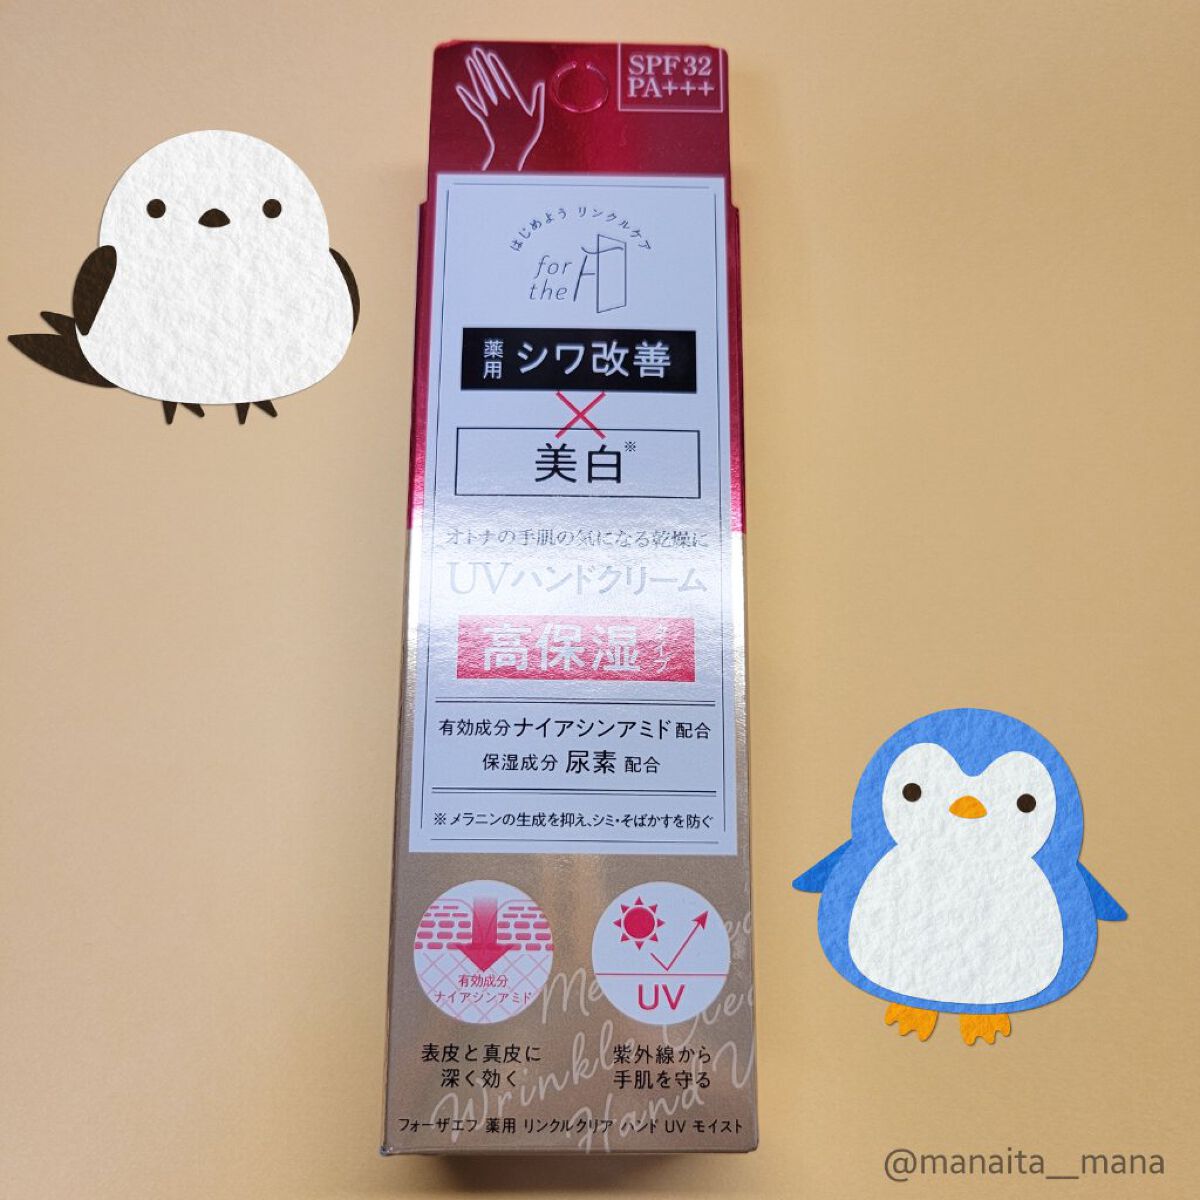 SPF 32
PA+++
はじめよう リンクルケア
for
the F
薬用 シワ改善
×
美白※
オトナの手肌の気になる乾燥に
UVハンドクリーム
高保湿タイプ
有効成分ナイアシンアミド配合
保湿成分 尿素 配合
※メラニンの生成を抑え、シミ・そばかすを防ぐ
有効成分
ナイアシンアミド
UV
表皮と真皮に
深く効く
紫外線から
手肌を守る
Wrinkle
Hand
フォーザエフ 薬用 リンクルクリア ハンド UV モイスト
@manaita__mana